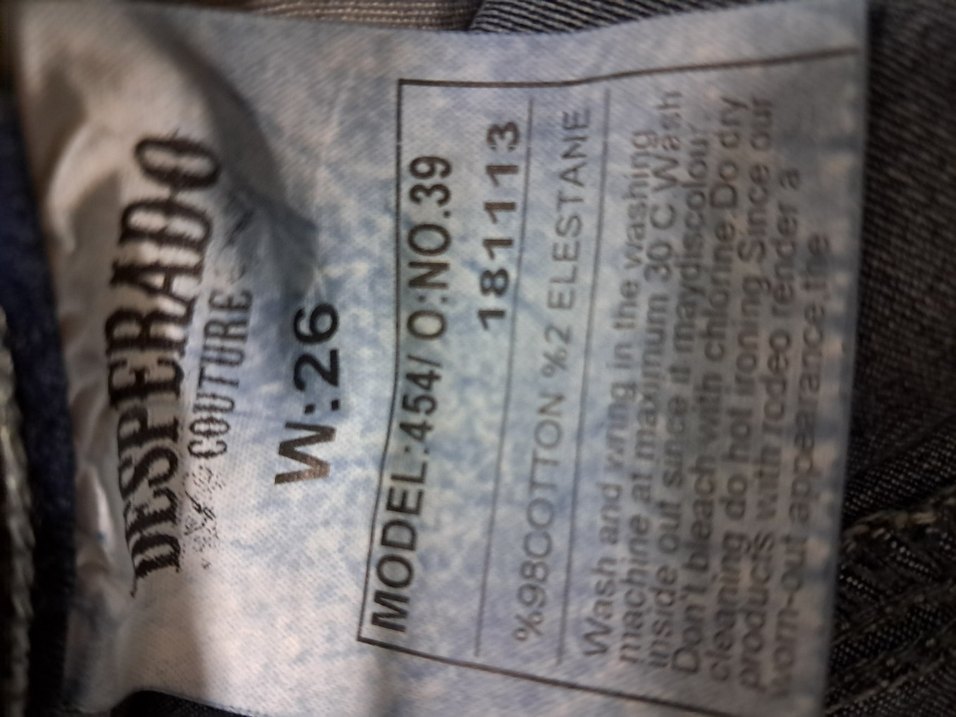 DESPERADO
COUTURE
W:26
MODEL:454/ O:NO.39
181113
%98COTTON %2 ELESTANE
Wash and wring in the washing
machine at maximum 30 C Wash
inside out since it maydiscolour.
Don't bleach with chlorine.Do dry
cleaning do not ironing Since our
products with rodeo render a
worn-out appearance the